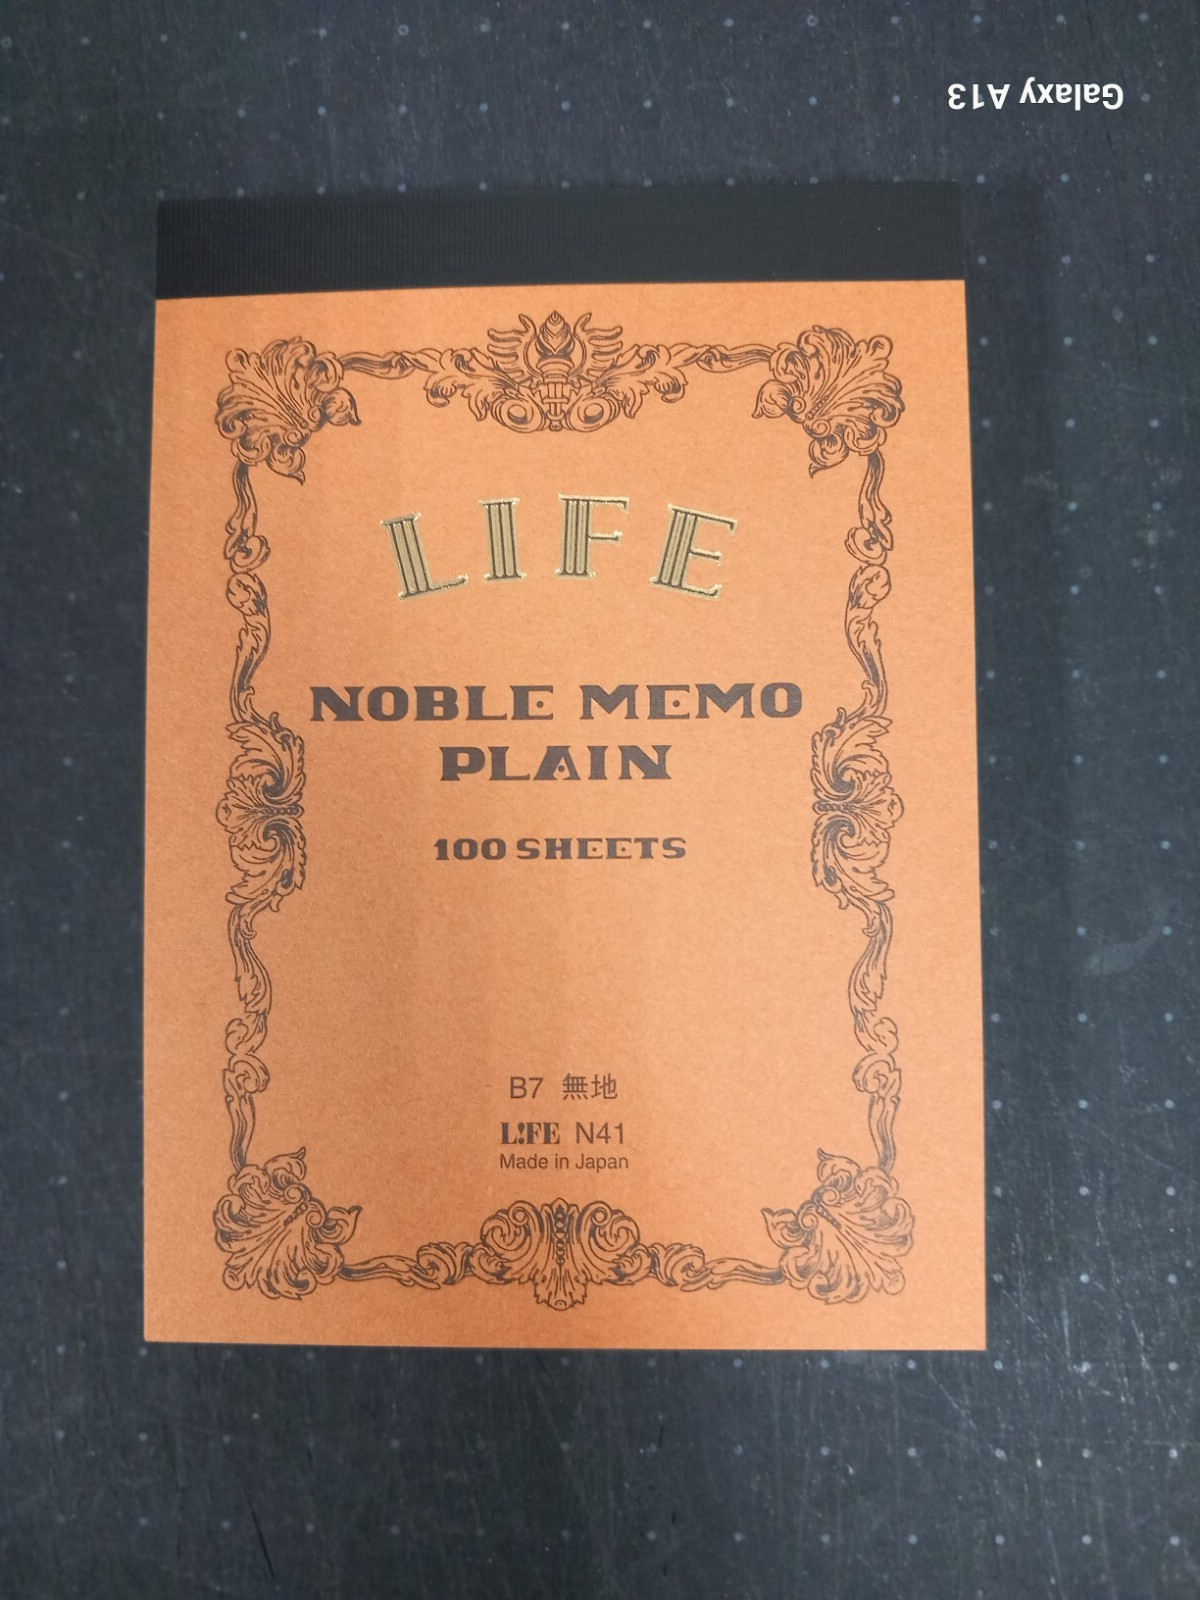 Galaxy A13
LIFE
NOBLE MEMO
PLAIN
100 SHEETS
B7 無地
L!FE N41
Made in Japan